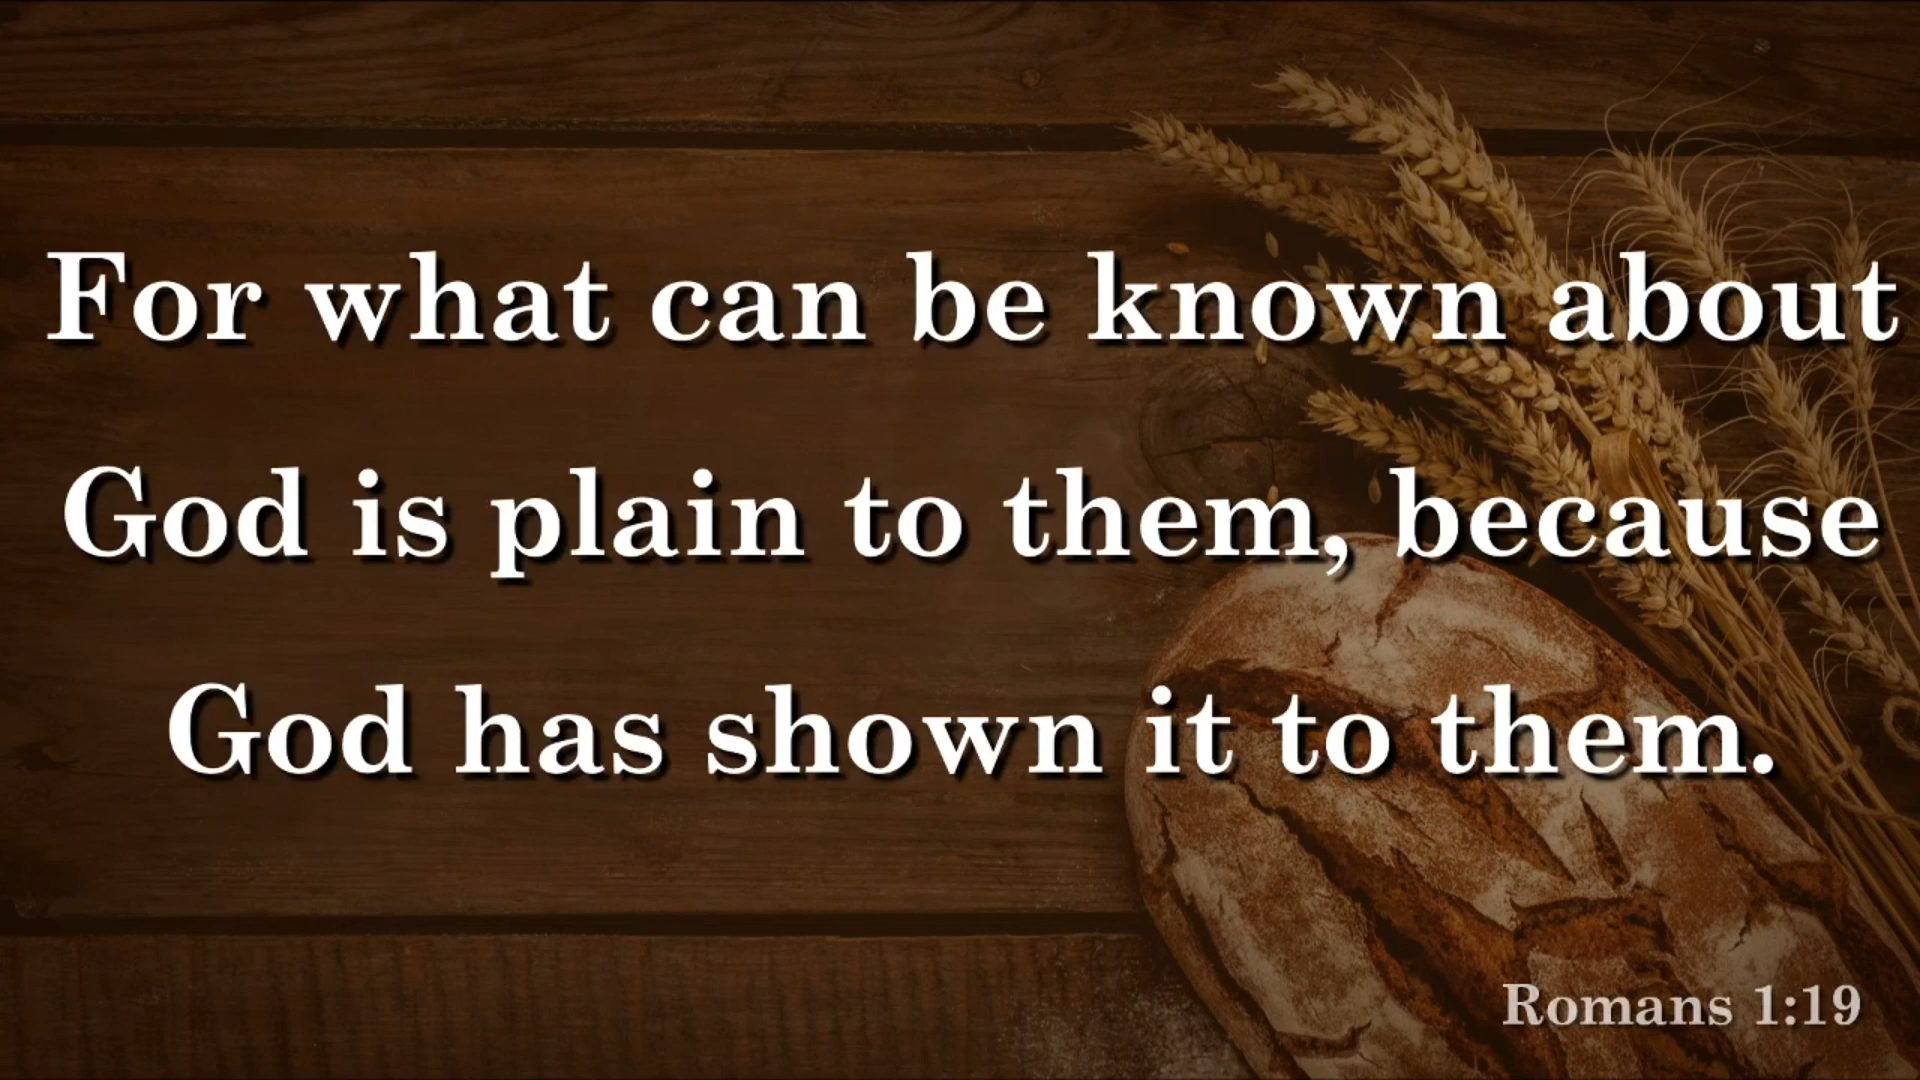 For what can be known about
God is plain to them, because
God has shown it to them.
Romans 1:19